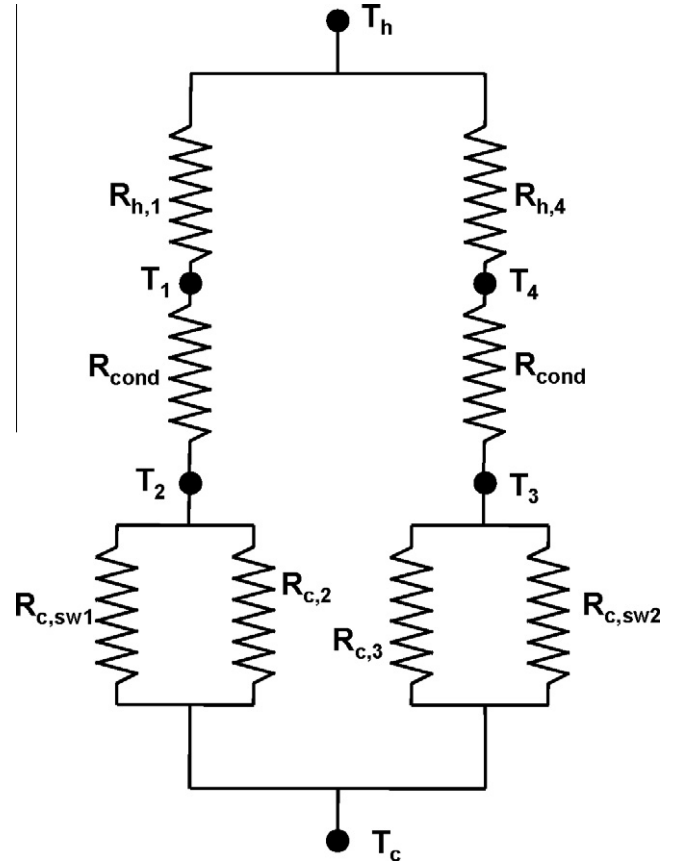 T_h
R_h,1
R_h,4
T_1
T_4
R_cond
R_cond
T_2
T_3
R_c,sw1
R_c,2
R_c,3
R_c,sw2
T_c